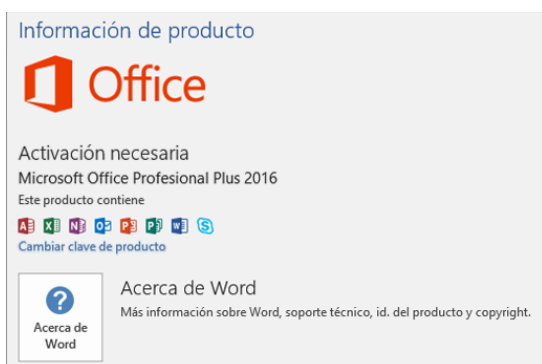 Información de producto
Office
Activación necesaria
Microsoft Office Profesional Plus 2016
Este producto contiene
A X N O P P W S
Cambiar clave de producto
?
Acerca de Word
Acerca de Word
Más información sobre Word, soporte técnico, id. del producto y copyright.